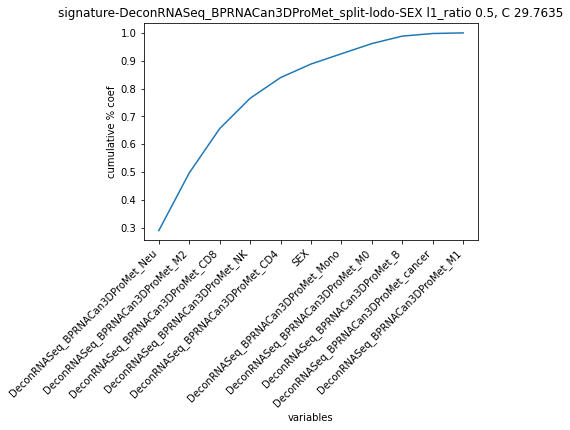 signature-DeconRNASeq_BPRNACan3DProMet_split-lodo-SEX l1_ratio 0.5, C 29.7635
cumulative % coef
1.0
0.9
0.8
0.7
0.6
0.5
0.4
0.3
DeconRNASeq_BPRNACan3DProMet_Neu
DeconRNASeq_BPRNACan3DProMet_M2
DeconRNASeq_BPRNACan3DProMet_CD8
DeconRNASeq_BPRNACan3DProMet_NK
DeconRNASeq_BPRNACan3DProMet_CD4
SEX
DeconRNASeq_BPRNACan3DProMet_Mono
DeconRNASeq_BPRNACan3DProMet_M0
DeconRNASeq_BPRNACan3DProMet_B
DeconRNASeq_BPRNACan3DProMet_cancer
DeconRNASeq_BPRNACan3DProMet_M1
variables